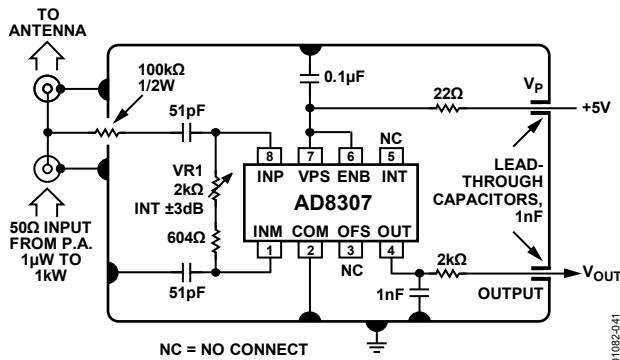 TO
ANTENNA
100kΩ
1/2W
51pF
0.1µF
22Ω
VP
+5V
NC
8
7
6
5
INP
VPS
ENB
INT
VR1
2kΩ
INT ±3dB
AD8307
LEAD-
THROUGH
CAPACITORS,
1nF
604Ω
INM
COM
OFS
OUT
1
2
3
4
NC
50Ω INPUT
FROM P.A.
1µW TO
1kW
51pF
1nF
2kΩ
VOUT
OUTPUT
NC = NO CONNECT
01082-041